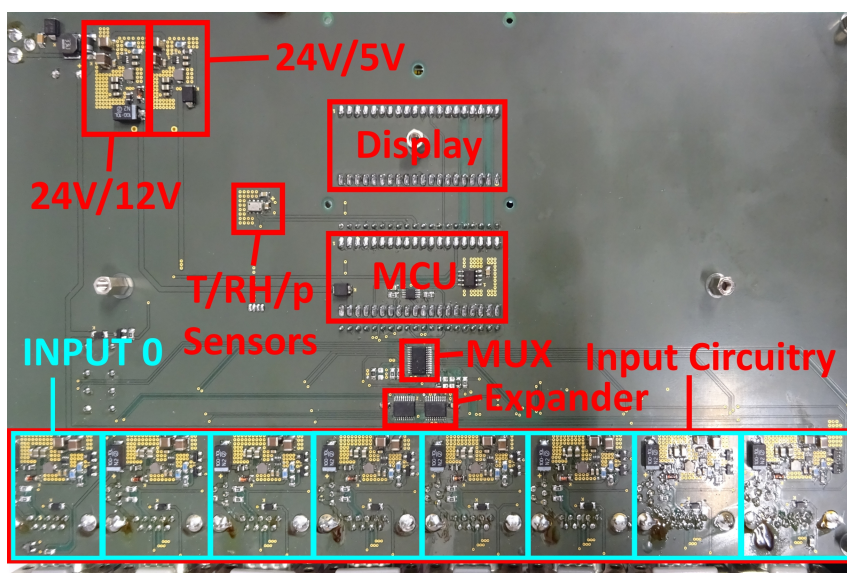 24V/5V
Display
24V/12V
MCU
T/RH/p
Sensors
INPUT 0
MUX
Input Circuitry
Expander